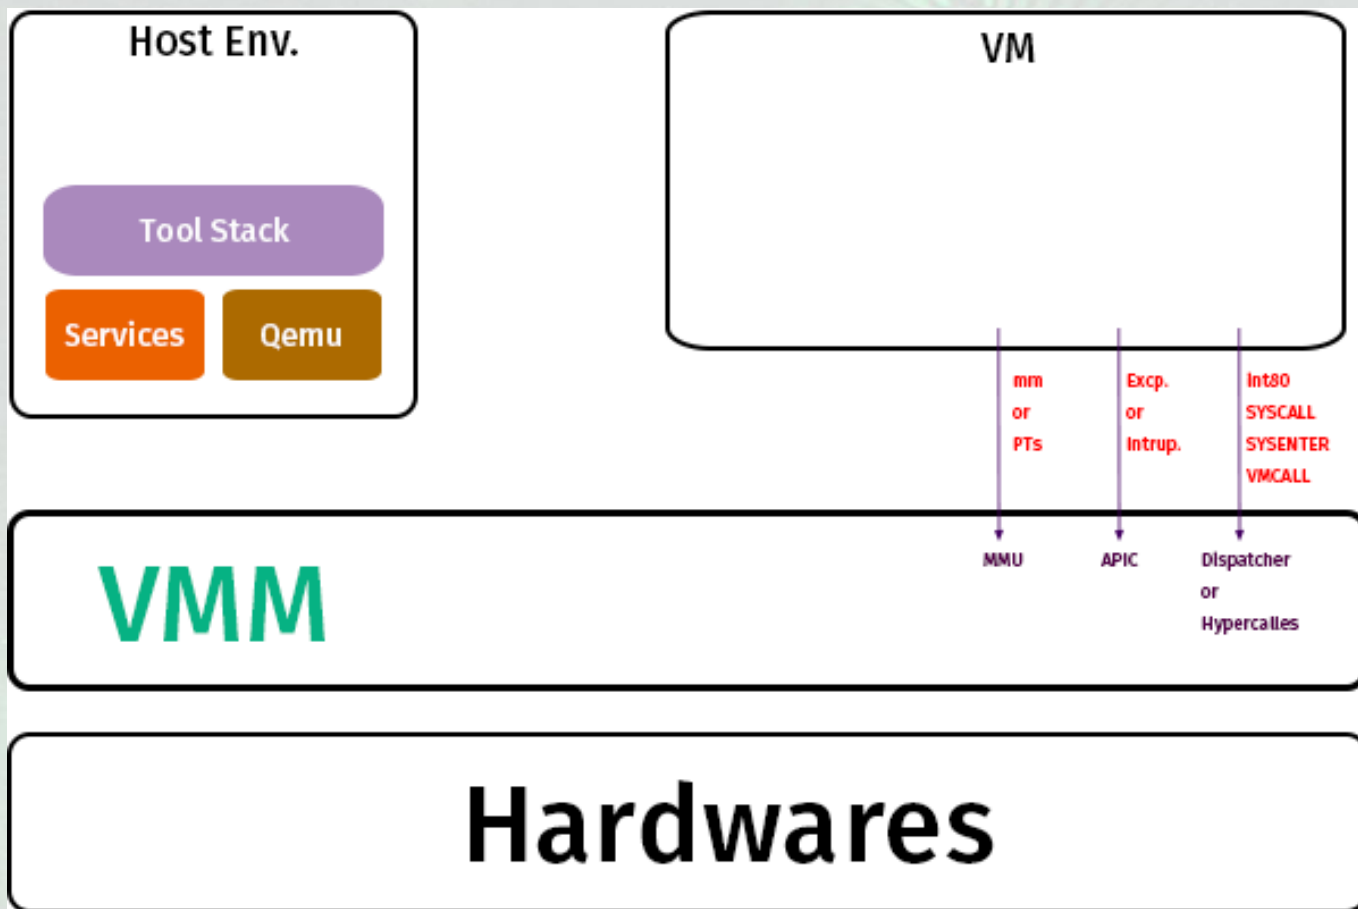 Host Env.
VM
Tool Stack
Services
Qemu
mm
or
PTs
Excp.
or
Intrup.
Int80
SYSCALL
SYSENTER
VMCALL
VMM
MMU
APIC
Dispatcher
or
Hypercalles
Hardwares